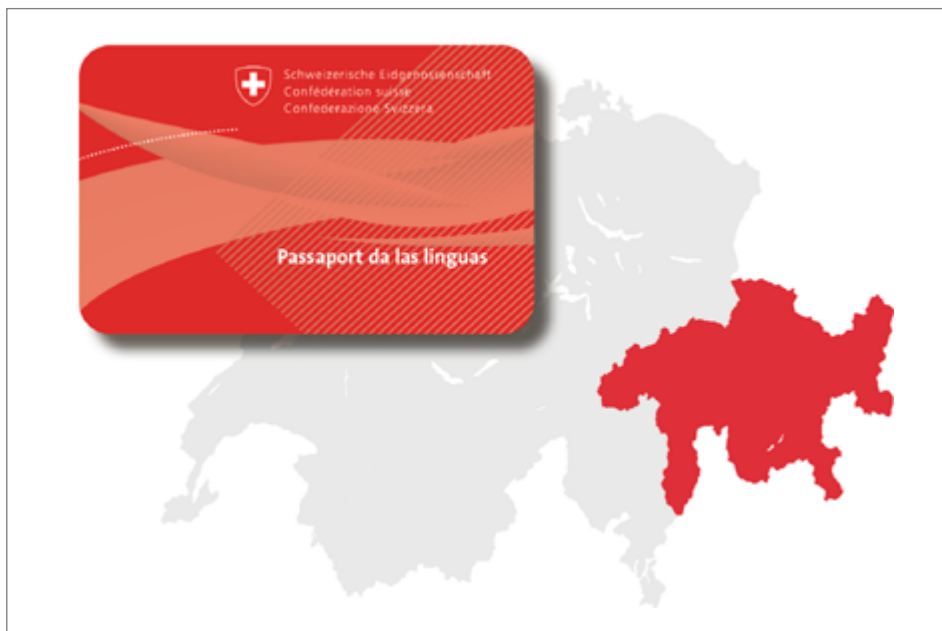 Schweizerische Eidgenossenschaft
Confédération suisse
Confederazione Svizzera
Passaport da las linguas